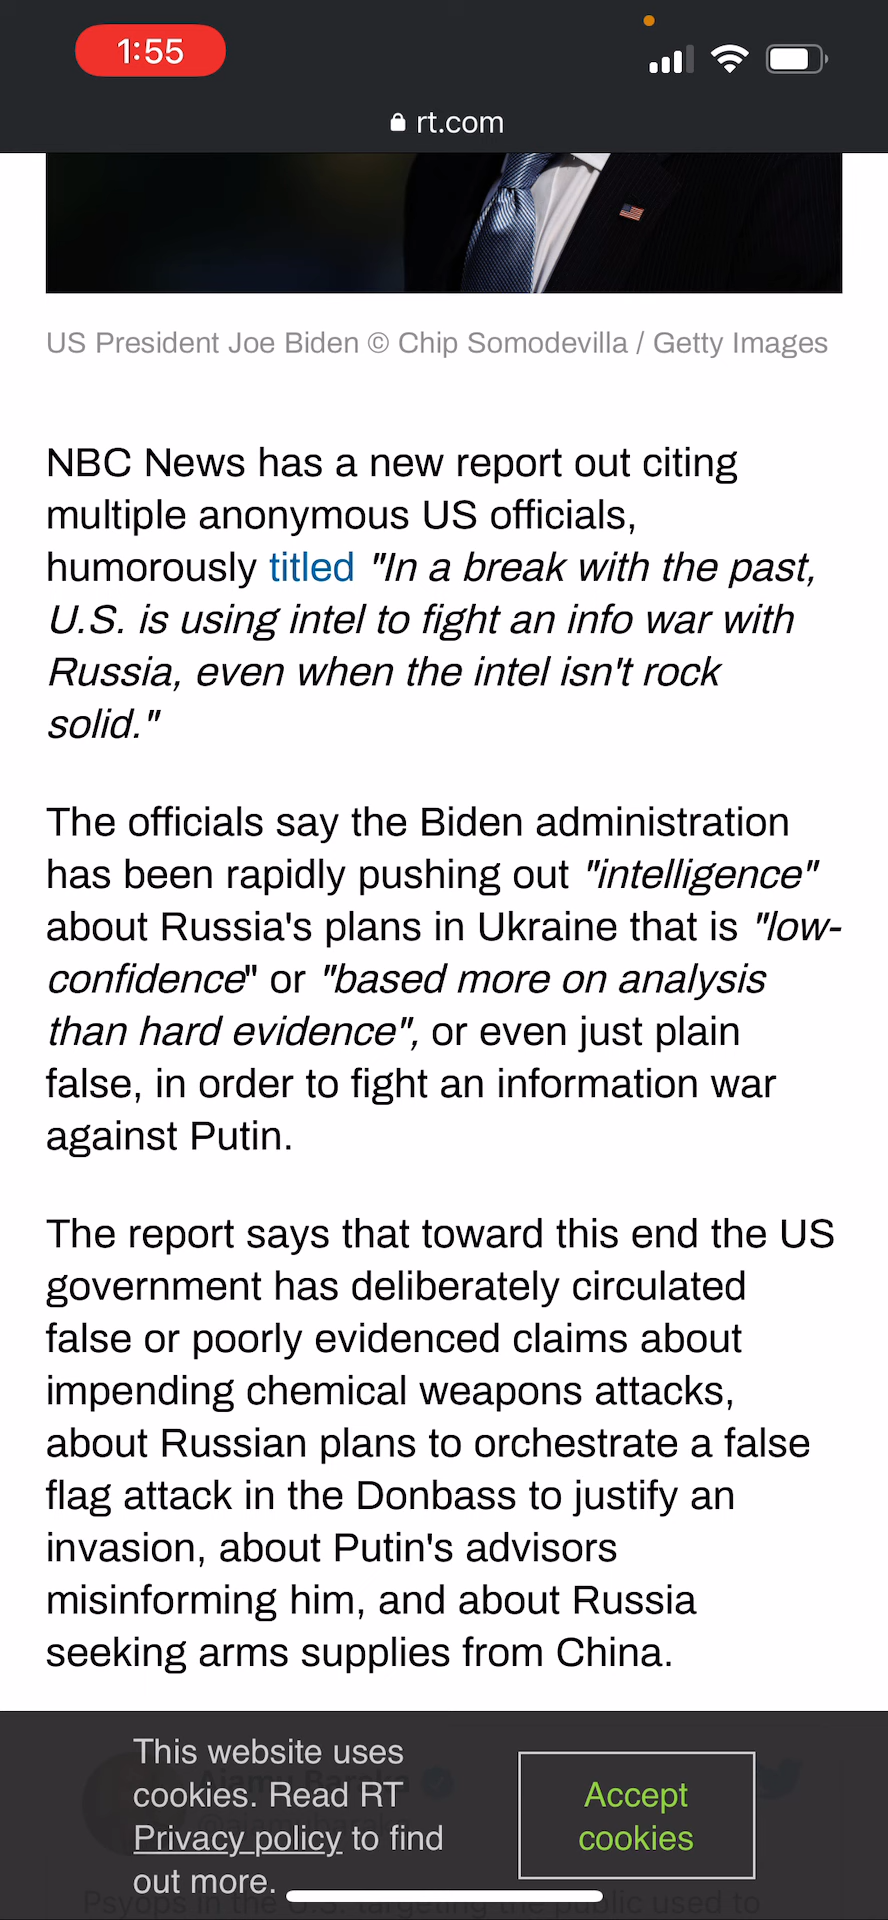 1:55
rt.com
US President Joe Biden © Chip Somodevilla / Getty Images
NBC News has a new report out citing
multiple anonymous US officials,
humorously titled "In a break with the past,
U.S. is using intel to fight an info war with
Russia, even when the intel isn't rock
solid."
The officials say the Biden administration
has been rapidly pushing out "intelligence"
about Russia's plans in Ukraine that is "low-
confidence" or "based more on analysis
than hard evidence", or even just plain
false, in order to fight an information war
against Putin.
The report says that toward this end the US
government has deliberately circulated
false or poorly evidenced claims about
impending chemical weapons attacks,
about Russian plans to orchestrate a false
flag attack in the Donbass to justify an
invasion, about Putin's advisors
misinforming him, and about Russia
seeking arms supplies from China.
This website uses
cookies. Read RT
Privacy policy to find
out more.
Accept
cookies
Psyops in the U.S. targeting the public used to